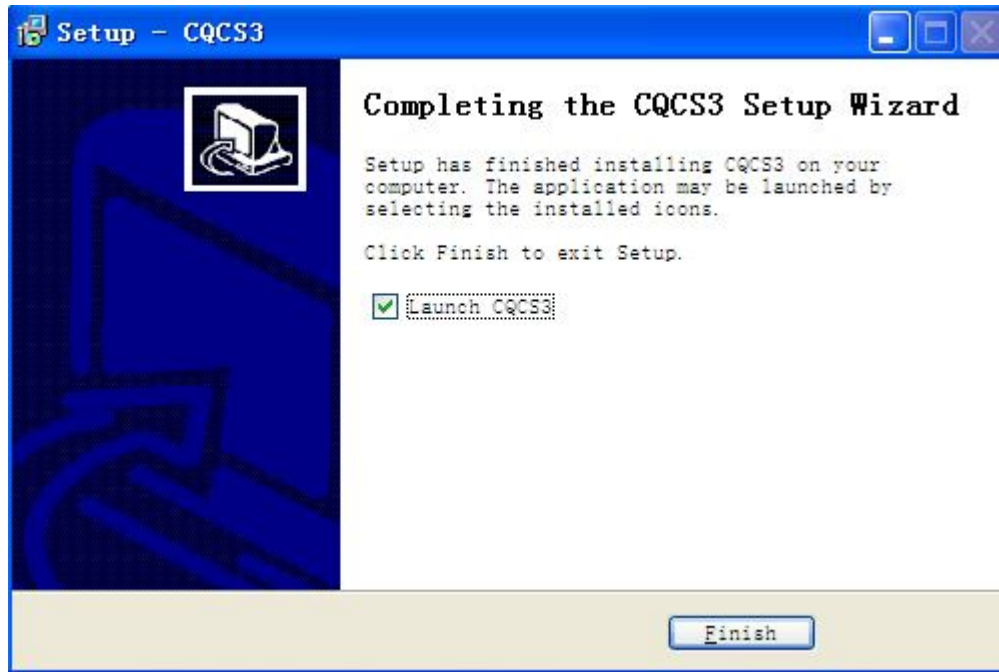 Setup - CQCS3
Completing the CQCS3 Setup Wizard
Setup has finished installing CQCS3 on your
computer. The application may be launched by
selecting the installed icons.
Click Finish to exit Setup.
Launch CQCS3
Finish